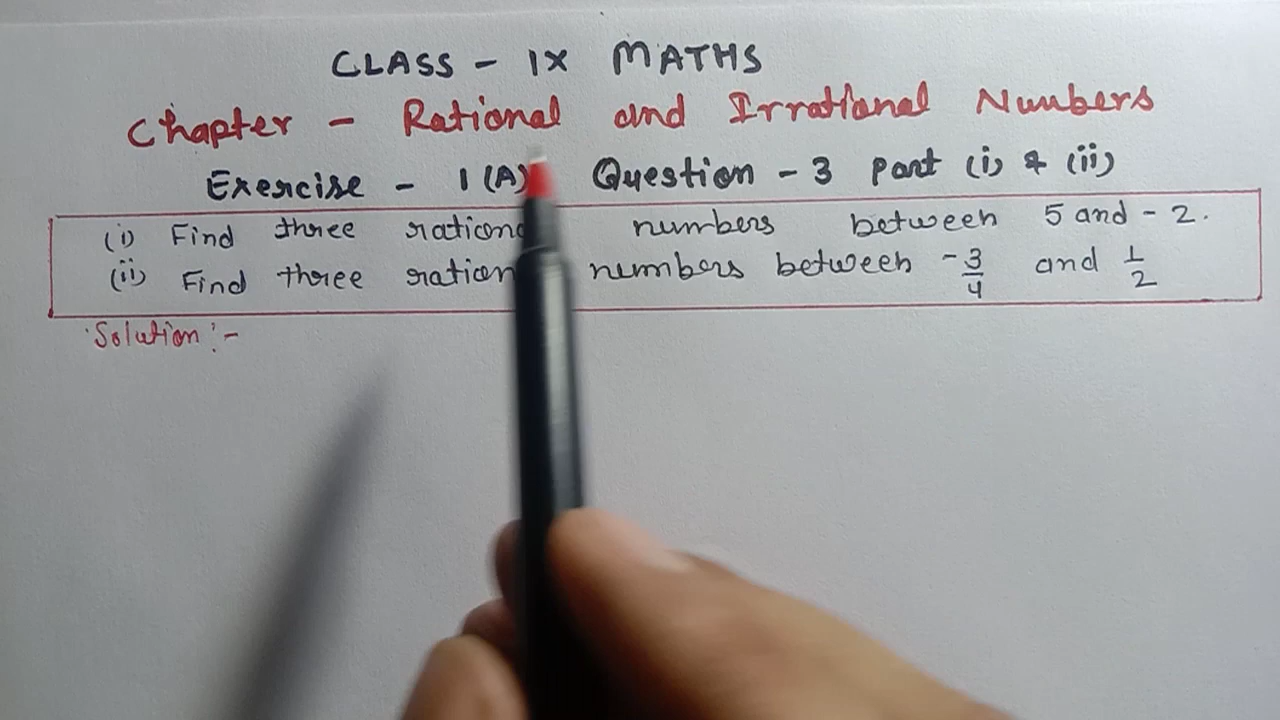 CLASS - IX MATHS
Chapter - Rational and Irrational Numbers
Exercise - 1(A) Question - 3 Part (i) & (ii)
(i) Find three numbers between 5 and - 2.
(ii) Find three numbers between -3/4 and 1/2
Solution :-